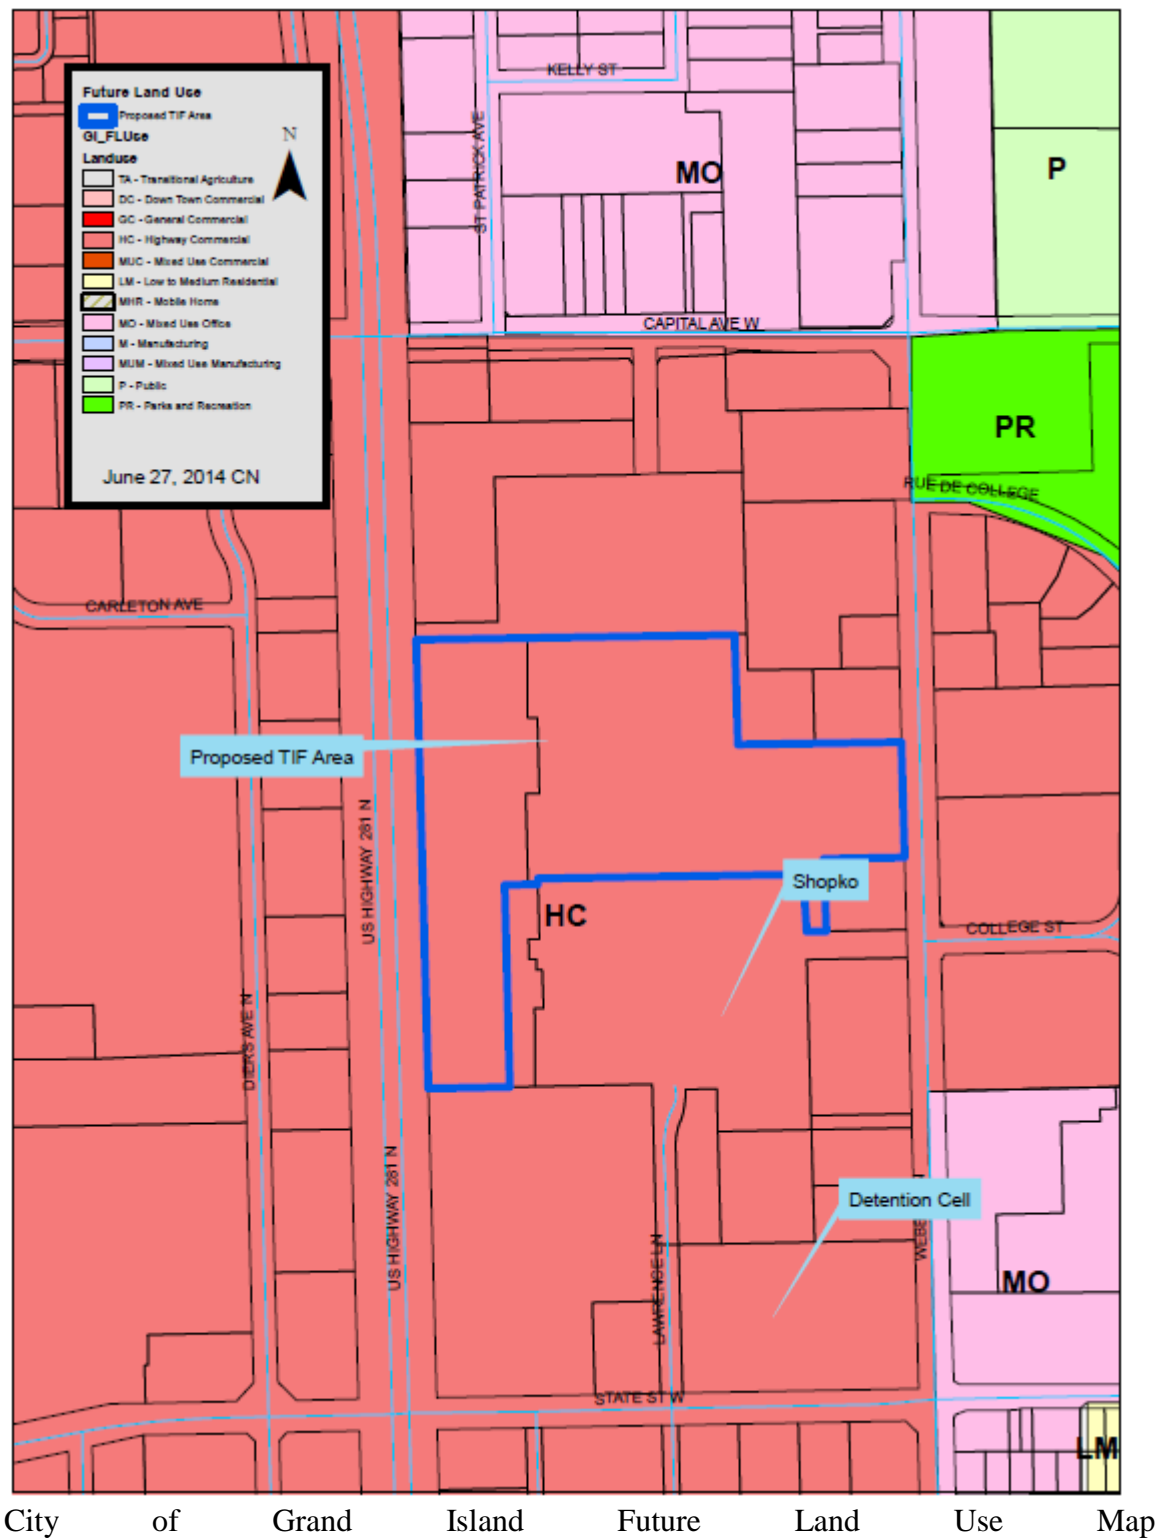 KELLY ST
Future Land Use
Proposed TIF Area
GI_FLUse
Landuse
TA - Transitional Agriculture
DC - Down Town Commercial
GC - General Commercial
HC - Highway Commercial
MUC - Mixed Use Commercial
LM - Low to Medium Residential
MHR - Mobile Home
MO - Mixed Use Office
M - Manufacturing
MUM - Mixed Use Manufacturing
P - Public
PR - Parks and Recreation
June 27, 2014 CN
N
ST PATRICK AVE
MO
P
CAPITAL AVE W
PR
RUE DE COLLEGE
CARLETON AVE
Proposed TIF Area
US HIGHWAY 281 N
Shopko
HC
COLLEGE ST
DIERS AVE N
US HIGHWAY 281 N
Detention Cell
LAWRENCE LN
MO
STATE ST W
LM
City of Grand Island Future Land Use Map